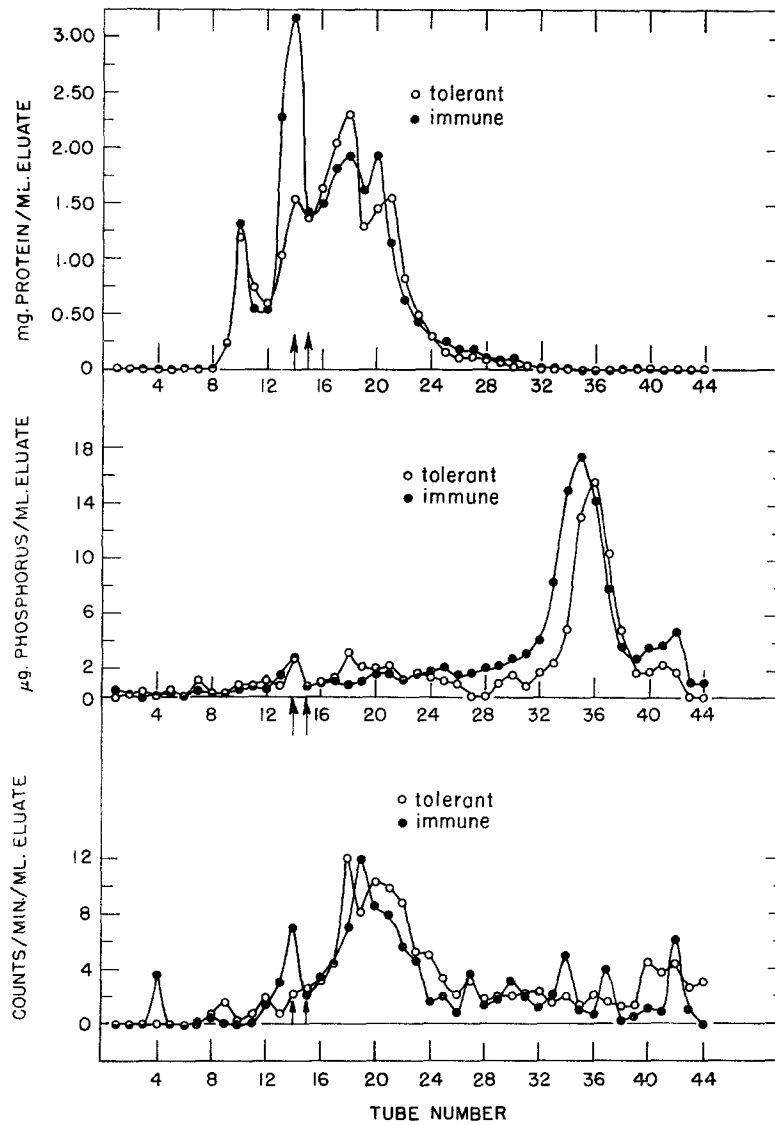 3.00
2.50
2.00
1.50
1.00
0.50
0
mg. PROTEIN/ML. ELUATE
tolerant
immune
4 8 12 16 20 24 28 32 36 40 44
18
14
10
6
2
0
µg. PHOSPHORUS/ML. ELUATE
tolerant
immune
4 8 12 16 20 24 28 32 36 40 44
12
8
4
0
COUNTS/MIN./ML. ELUATE
tolerant
immune
4 8 12 16 20 24 28 32 36 40 44
TUBE NUMBER